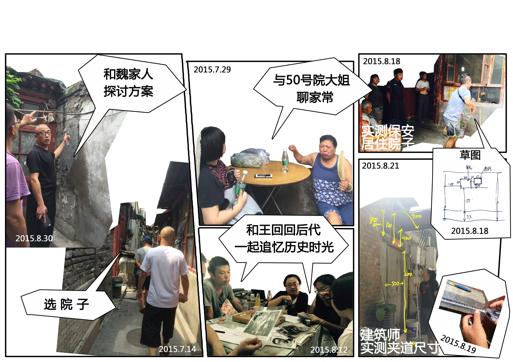 和魏家人
探讨方案
2015.8.30
选 院 子
2015.7.14
2015.7.29
与50号院大姐
聊家常
和王回回后代
一起追忆历史时光
2015.8.12
2015.8.18
实测保安
居住院子
草图
2015.8.18
2015.8.21
建筑师
实测夹道尺寸
2015.8.19